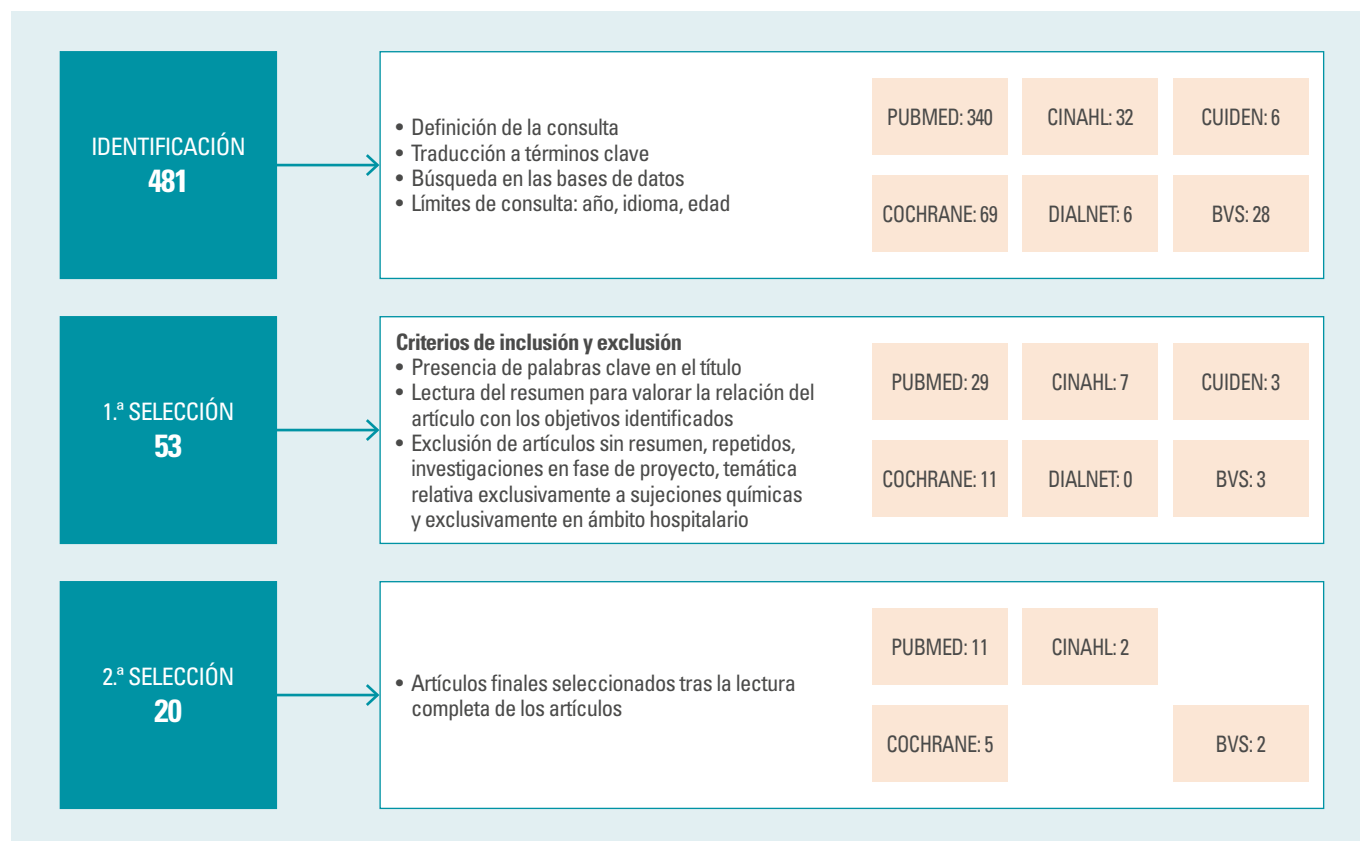 IDENTIFICACIÓN
481
• Definición de la consulta
• Traducción a términos clave
• Búsqueda en las bases de datos
• Límites de consulta: año, idioma, edad
PUBMED: 340
CINAHL: 32
CUIDEN: 6
COCHRANE: 69
DIALNET: 6
BVS: 28
1.ª SELECCIÓN
53
Criterios de inclusión y exclusión
• Presencia de palabras clave en el título
• Lectura del resumen para valorar la relación del
artículo con los objetivos identificados
• Exclusión de artículos sin resumen, repetidos,
investigaciones en fase de proyecto, temática
relativa exclusivamente a sujeciones químicas
y exclusivamente en ámbito hospitalario
PUBMED: 29
CINAHL: 7
CUIDEN: 3
COCHRANE: 11
DIALNET: 0
BVS: 3
2.ª SELECCIÓN
20
• Artículos finales seleccionados tras la lectura
completa de los artículos
PUBMED: 11
CINAHL: 2
COCHRANE: 5
BVS: 2